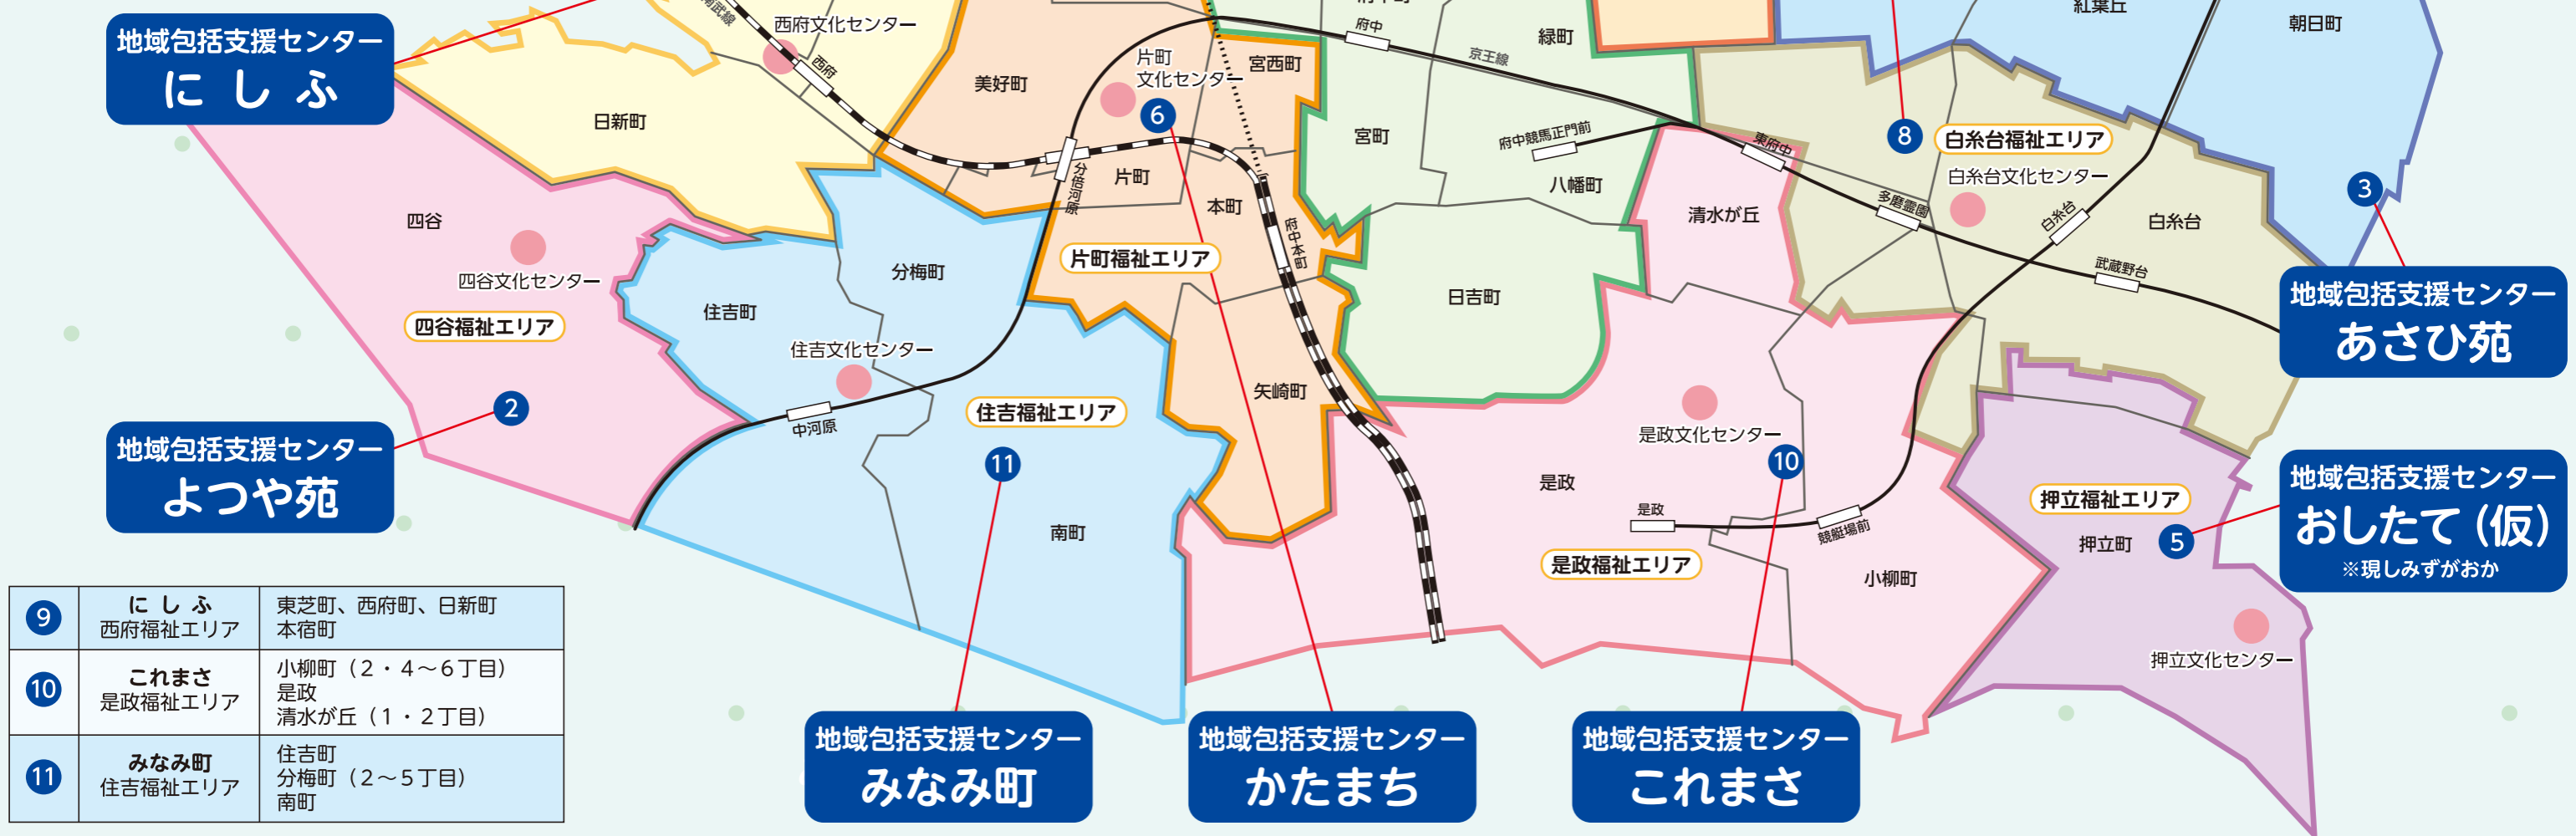 南武線
西府文化センター
府中
緑町
紅葉丘
朝日町
地域包括支援センター
にしふ
西府
美好町
片町
文化センター
宮西町
京王線
日新町
6
宮町
府中競馬正門前
東府中
8
白糸台福祉エリア
四谷
分倍河原
片町
本町
八幡町
清水が丘
白糸台文化センター
多磨霊園
白糸台
白糸台
3
四谷文化センター
分梅町
片町福祉エリア
府中本町
武蔵野台
地域包括支援センター
あさひ苑
四谷福祉エリア
住吉町
日吉町
住吉文化センター
矢崎町
2
中河原
住吉福祉エリア
是政文化センター
地域包括支援センター
よつや苑
11
10
是政
是政
競艇場前
押立福祉エリア
地域包括支援センター
おしたて(仮)
※現しみずがおか
南町
是政福祉エリア
小柳町
押立町
5
押立文化センター
9 にしふ 東芝町、西府町、日新町
西府福祉エリア 本宿町
これまさ 小柳町（2・4～6丁目）
10 是政福祉エリア 是政
清水が丘（1・2丁目）
みなみ町 住吉町
11 住吉福祉エリア 分梅町（2～5丁目）
南町
地域包括支援センター
みなみ町
地域包括支援センター
かたまち
地域包括支援センター
これまさ